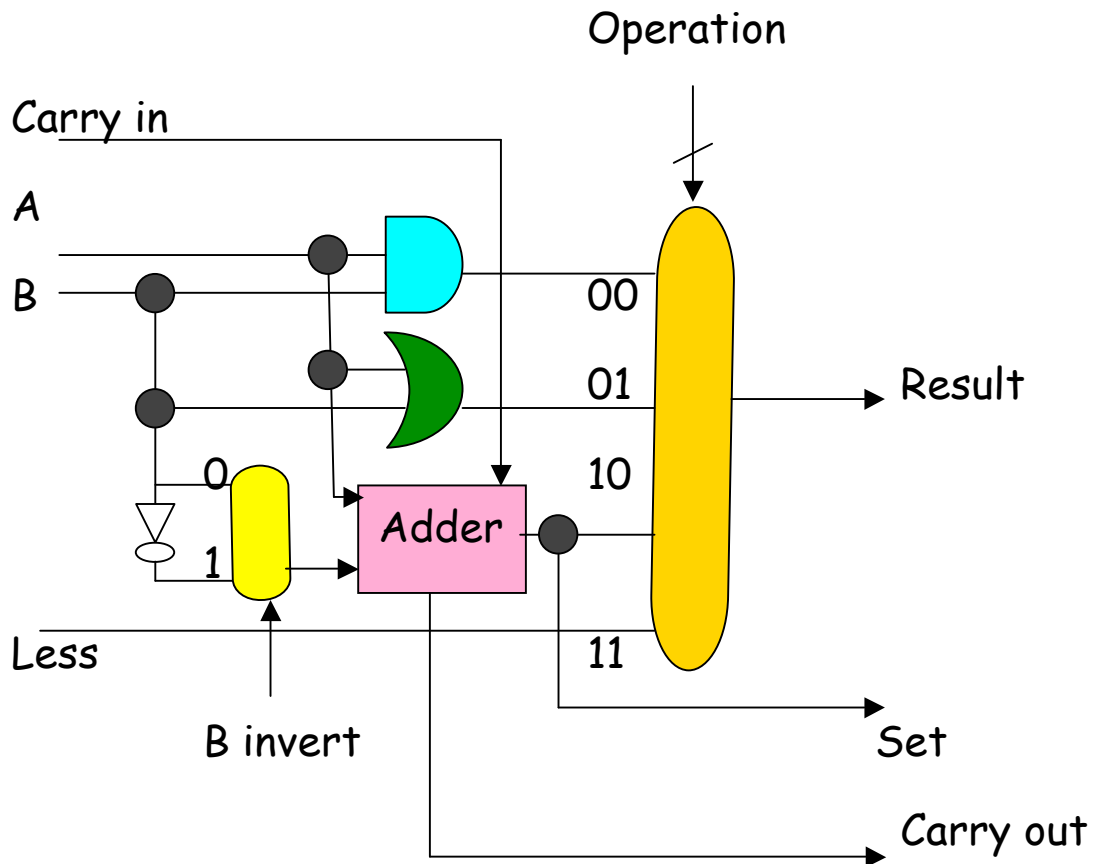 Operation
Carry in
A
B
00
01
Result
0
10
Adder
1
Less
11
B invert
Set
Carry out